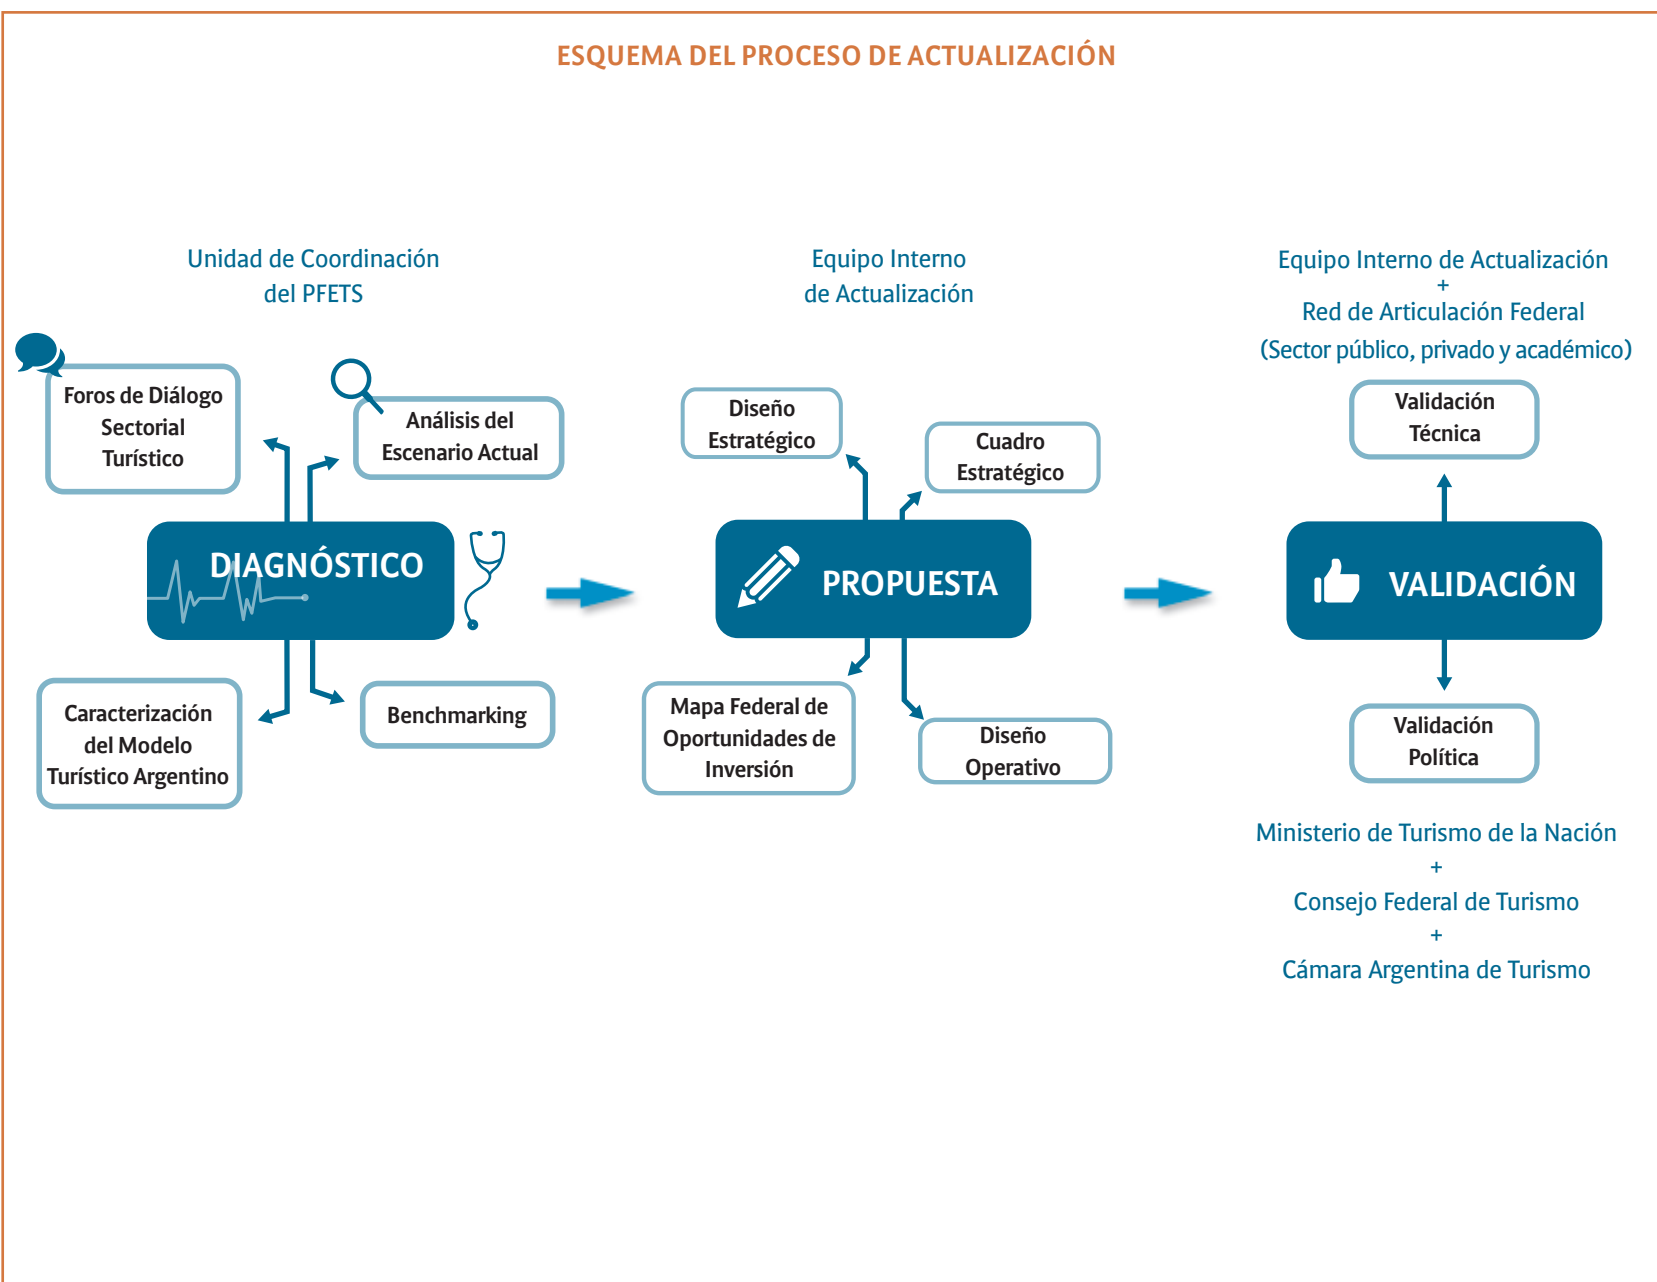 ESQUEMA DEL PROCESO DE ACTUALIZACIÓN
Unidad de Coordinación
del PFETS
Foros de Diálogo
Sectorial
Turístico
Análisis del
Escenario Actual
DIAGNÓSTICO
Caracterización
del Modelo
Turístico Argentino
Benchmarking
Equipo Interno
de Actualización
Diseño
Estratégico
Cuadro
Estratégico
PROPUESTA
Mapa Federal de
Oportunidades de
Inversión
Diseño
Operativo
Equipo Interno de Actualización
+
Red de Articulación Federal
(Sector público, privado y académico)
Validación
Técnica
VALIDACIÓN
Validación
Política
Ministerio de Turismo de la Nación
+
Consejo Federal de Turismo
+
Cámara Argentina de Turismo